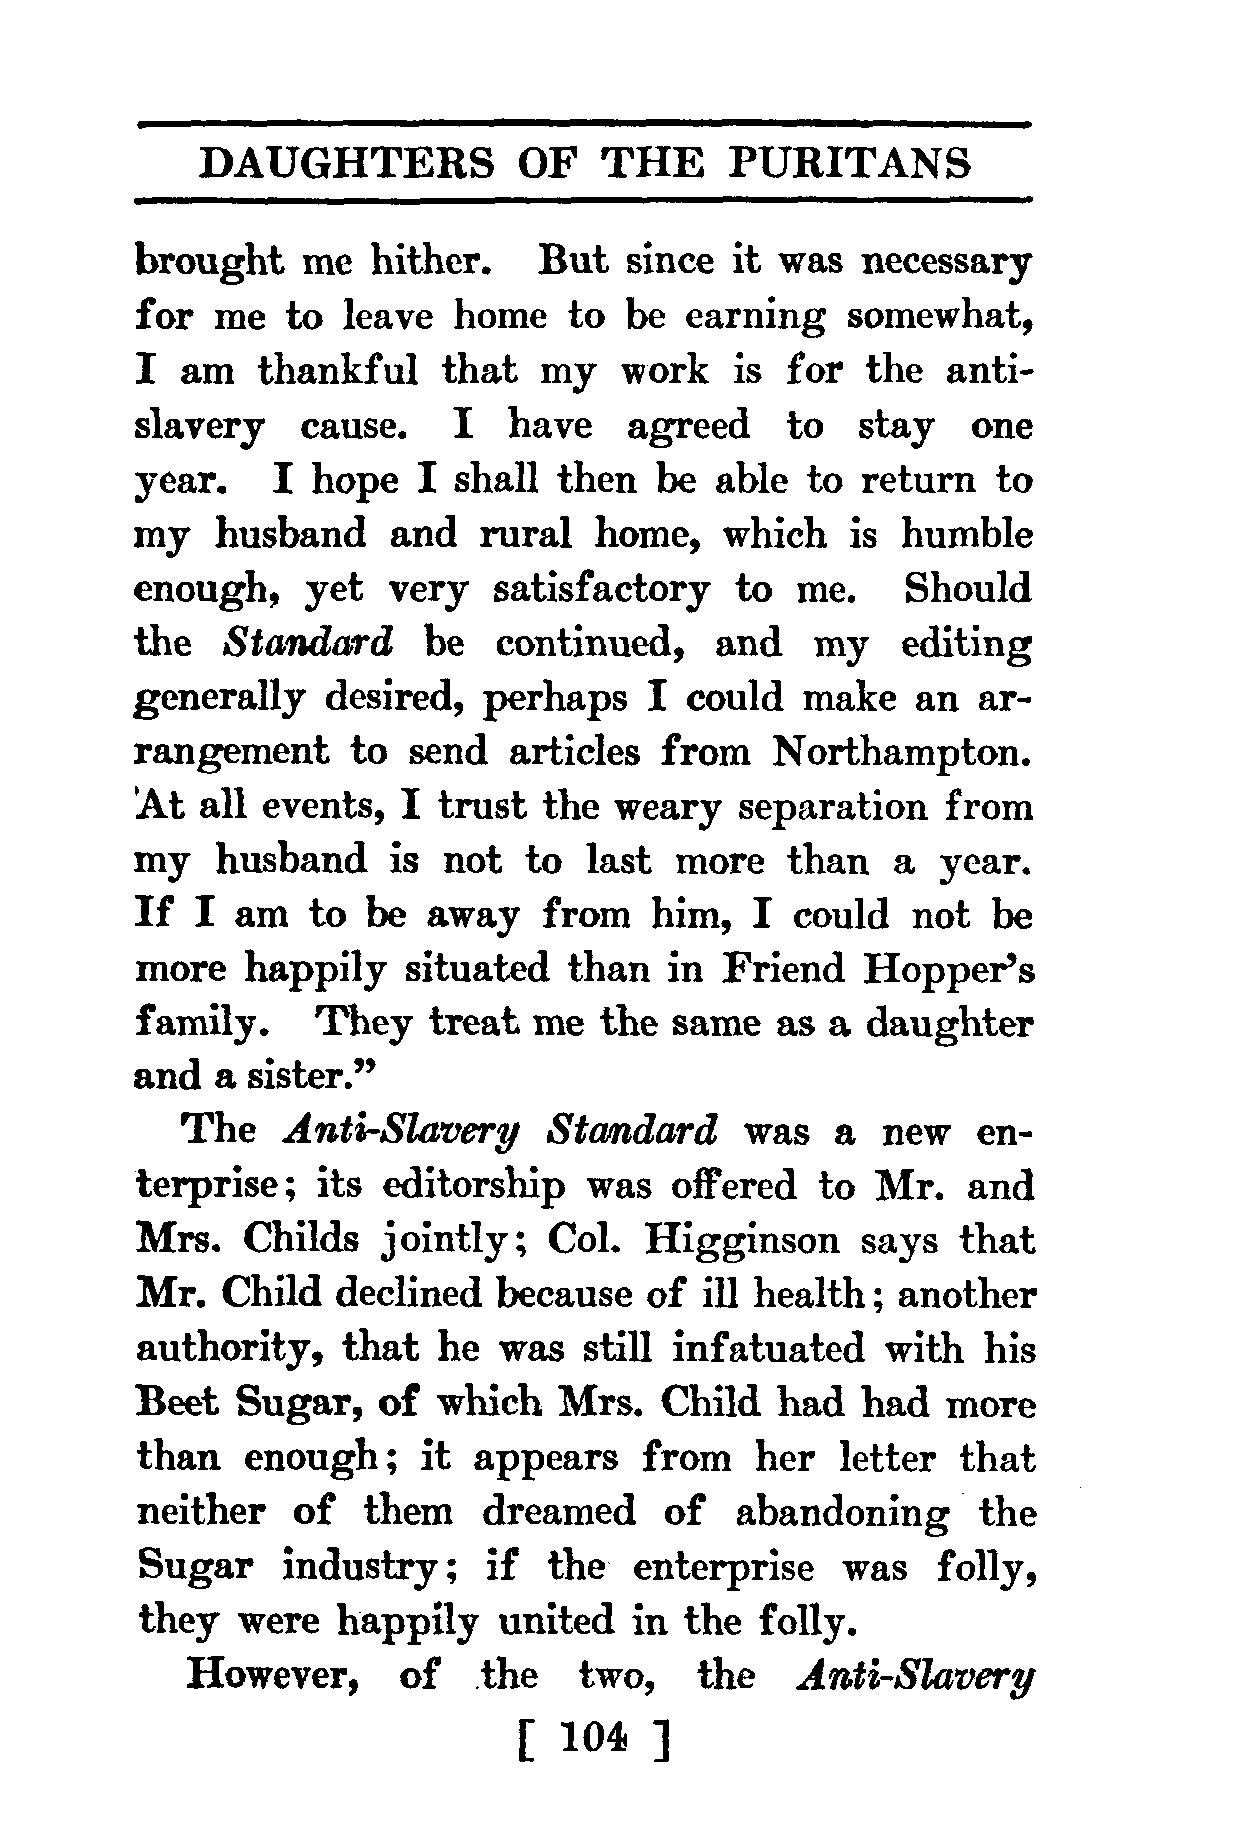 DAUGHTERS OF THE PURITANS
brought me hither. But since it was necessary
for me to leave home to be earning somewhat,
I am thankful that my work is for the anti-
slavery cause. I have agreed to stay one
year. I hope I shall then be able to return to
my husband and rural home, which is humble
enough, yet very satisfactory to me. Should
the Standard be continued, and my editing
generally desired, perhaps I could make an ar-
rangement to send articles from Northampton.
'At all events, I trust the weary separation from
my husband is not to last more than a year.
If I am to be away from him, I could not be
more happily situated than in Friend Hopper's
family. They treat me the same as a daughter
and a sister."
The Anti-Slavery Standard was a new en-
terprise; its editorship was offered to Mr. and
Mrs. Childs jointly; Col. Higginson says that
Mr. Child declined because of ill health; another
authority, that he was still infatuated with his
Beet Sugar, of which Mrs. Child had had more
than enough; it appears from her letter that
neither of them dreamed of abandoning the
Sugar industry; if the enterprise was folly,
they were happily united in the folly.
However, of the two, the Anti-Slavery
[ 104 ]